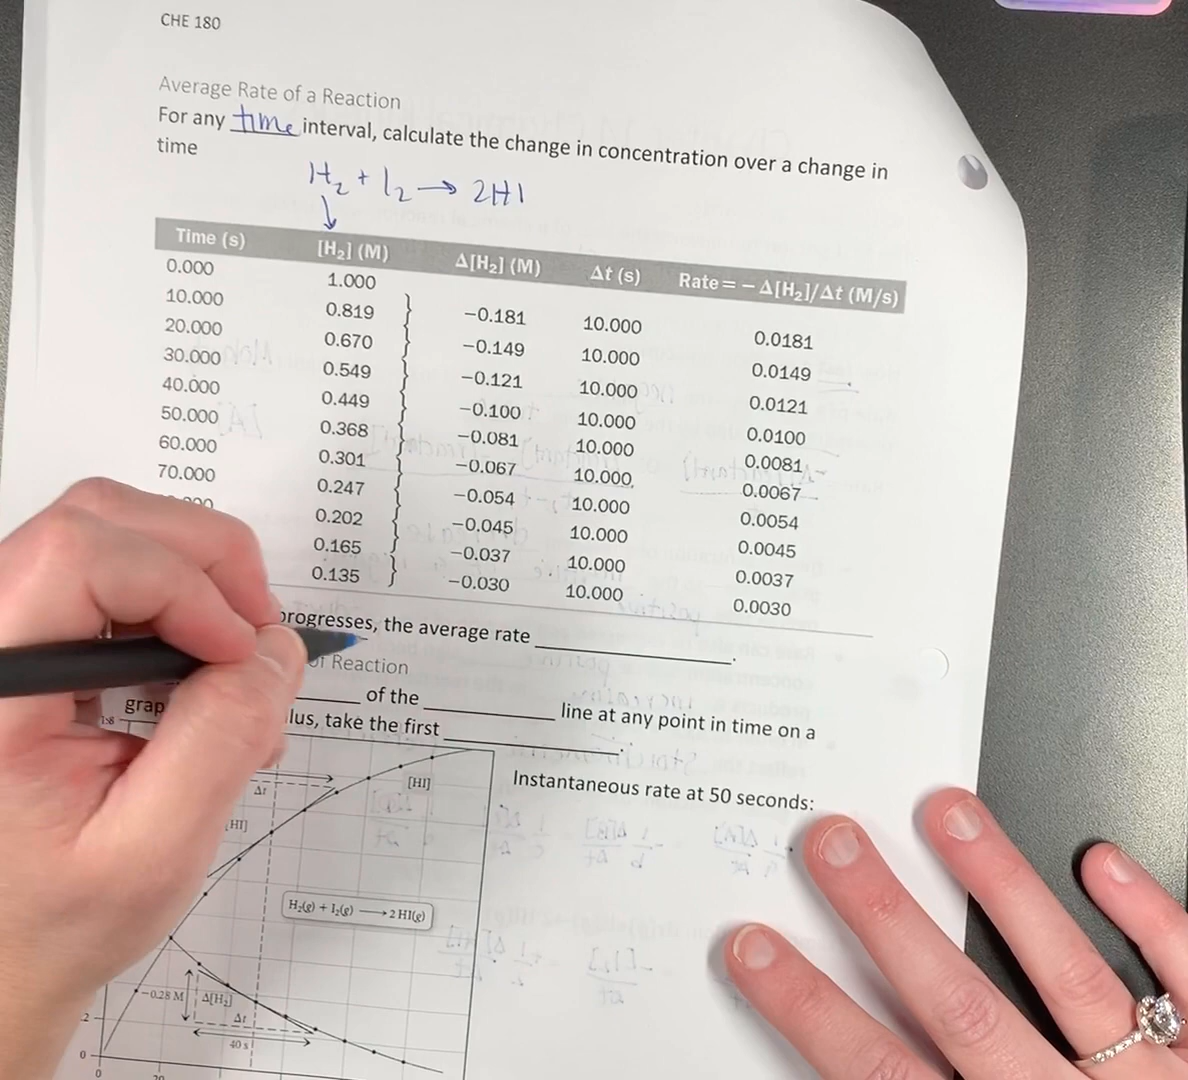 CHE 180
Average Rate of a Reaction
For any time interval, calculate the change in concentration over a change in
time
H₂ + I₂ → 2HI
↓
Time (s) [H₂] (M) Δ[H₂] (M) Δt (s) Rate = − Δ[H₂]/Δt (M/s)
0.000 1.000
10.000 0.819 −0.181 10.000 0.0181
20.000 0.670 −0.149 10.000 0.0149
30.000 0.549 −0.121 10.000 0.0121
40.000 0.449 −0.100 10.000 0.0100
50.000 0.368 −0.081 10.000 0.0081
60.000 0.301 −0.067 10.000 0.0067
70.000 0.247 −0.054 10.000 0.0054
0.202 −0.045 10.000 0.0045
0.165 −0.037 10.000 0.0037
0.135 −0.030 10.000 0.0030
progresses, the average rate ____________.
of Reaction
______ of the ____________ line at any point in time on a
grap lus, take the first ____________.
Instantaneous rate at 50 seconds:
[HI]
Δt
[HI]
H₂(g) + I₂(g) ⟶ 2 HI(g)
−0.28 M Δ[H₂]
Δt
40 s
2
0
0 20